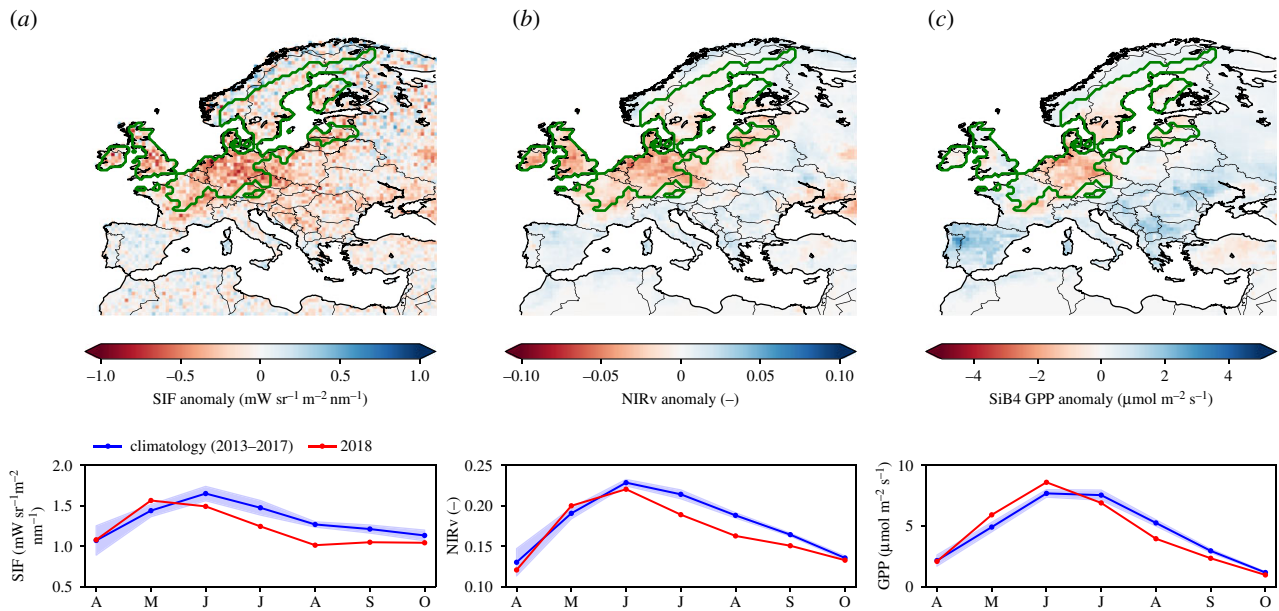 (a)
(b)
(c)
–1.0 –0.5 0 0.5 1.0
SIF anomaly (mW sr⁻¹ m⁻² nm⁻¹)
–0.10 –0.05 0 0.05 0.10
NIRv anomaly (–)
–4 –2 0 2 4
SiB4 GPP anomaly (µmol m⁻² s⁻¹)
climatology (2013–2017) 2018
SIF (mW sr⁻¹m⁻²
nm⁻¹)
2.0
1.5
1.0
0.5
A M J J A S O
NIRv (–)
0.25
0.20
0.15
0.10
A M J J A S O
GPP (µmol m⁻² s⁻¹)
10
5
0
A M J J A S O